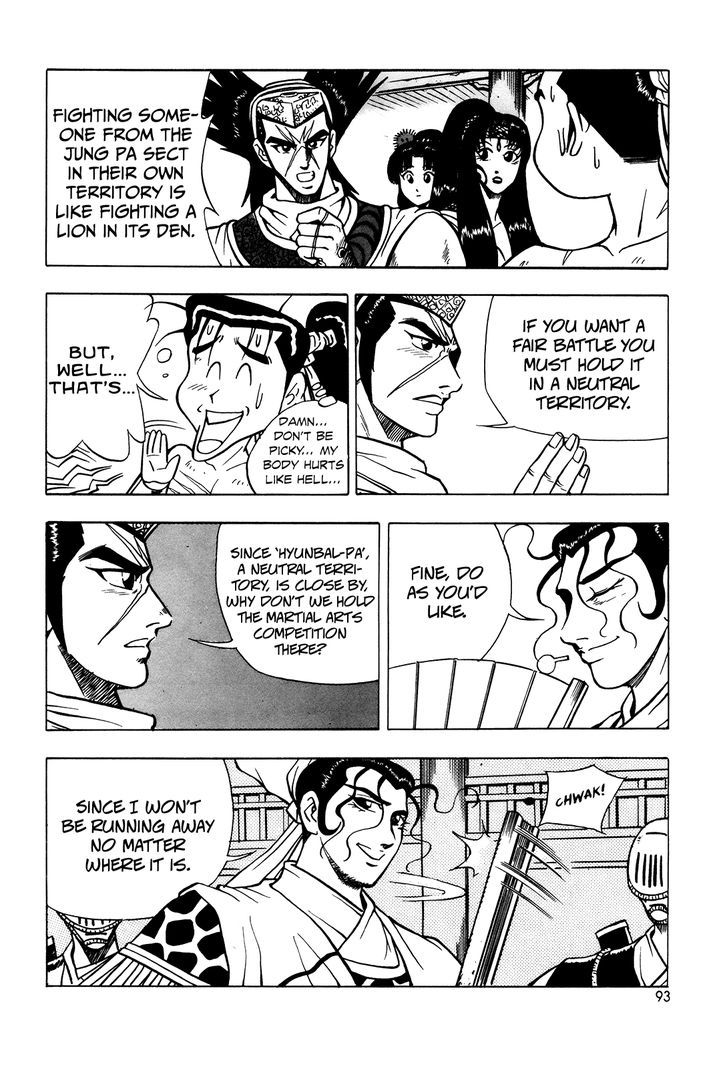 FIGHTING SOME-
ONE FROM THE
JUNG PA SECT
IN THEIR OWN
TERRITORY IS
LIKE FIGHTING A
LION IN ITS DEN.
BUT,
WELL...
THAT'S...
DAMN...
DON'T BE
PICKY... MY
BODY HURTS
LIKE HELL...
IF YOU WANT A
FAIR BATTLE YOU
MUST HOLD IT
IN A NEUTRAL
TERRITORY.
SINCE 'HYUNBAL-PA',
A NEUTRAL TERRI-
TORY, IS CLOSE BY,
WHY DON'T WE HOLD
THE MARTIAL ARTS
COMPETITION
THERE?
FINE, DO
AS YOU'D
LIKE.
SINCE I WON'T
BE RUNNING AWAY
NO MATTER
WHERE IT IS.
CHWAK!
93